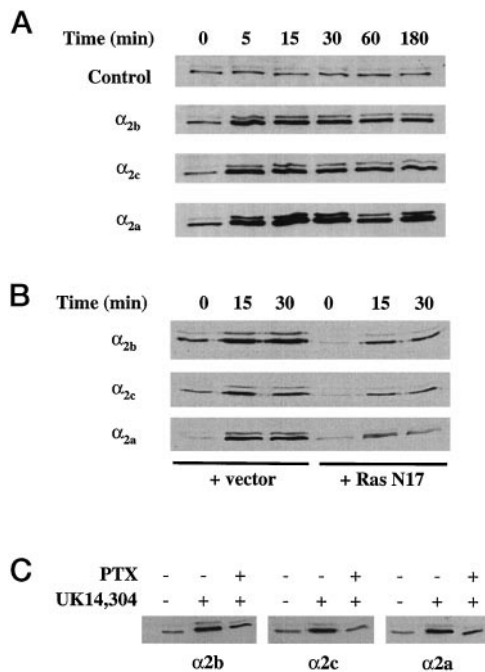 A
Time (min) 0 5 15 30 60 180
Control
α2b
α2c
α2a
B
Time (min) 0 15 30 0 15 30
α2b
α2c
α2a
+ vector + Ras N17
C
PTX - - + - - + - - +
UK14,304 - + + - + + - + +
α2b α2c α2a